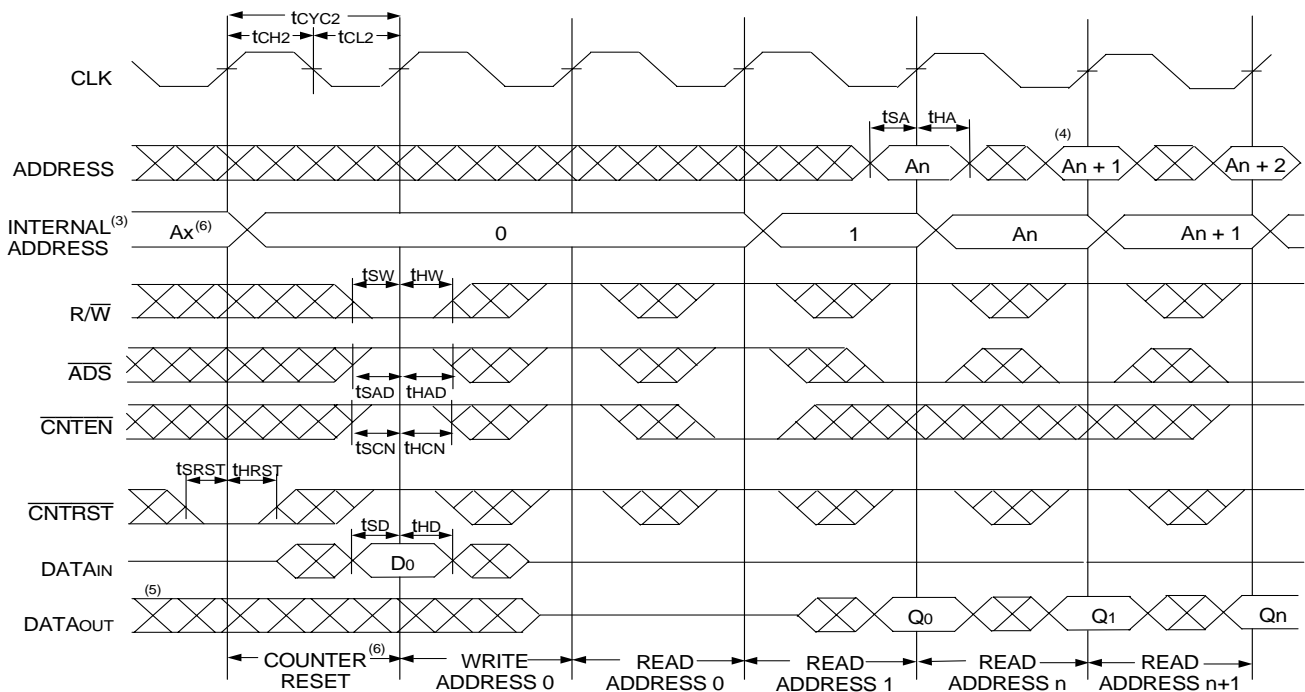 tCYC2
tCH2 tCL2
CLK
tSA tHA
(4)
ADDRESS An An + 1 An + 2
INTERNAL(3) ADDRESS Ax(6) 0 1 An An + 1
tSW tHW
R/W̅
A̅D̅S̅
tSAD tHAD
C̅N̅T̅E̅N̅
tSCN tHCN
tSRST tHRST
C̅N̅T̅R̅S̅T̅
tSD tHD
DATAIN D0
(5)
DATAOUT Q0 Q1 Qn
COUNTER(6) WRITE READ READ READ READ
RESET ADDRESS 0 ADDRESS 0 ADDRESS 1 ADDRESS n ADDRESS n+1